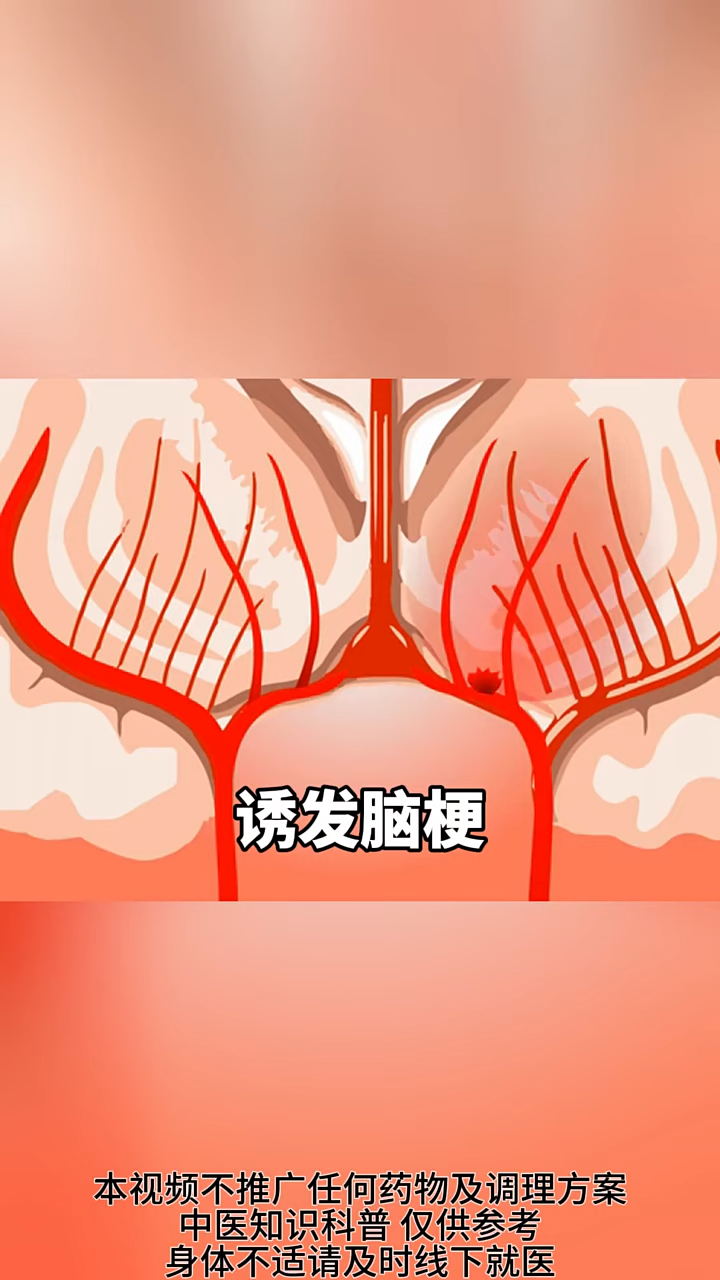 诱发脑梗
本视频不推广任何药物及调理方案
中医知识科普 仅供参考
身体不适请及时线下就医